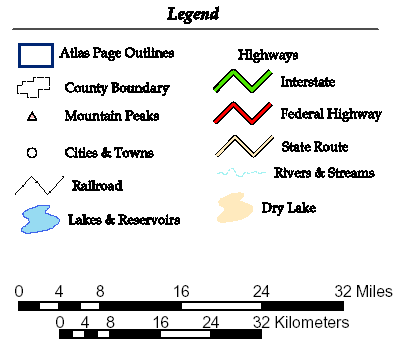 Legend
Atlas Page Outlines
County Boundary
Mountain Peaks
Cities & Towns
Railroad
Lakes & Reservoirs
Highways
Interstate
Federal Highway
State Route
Rivers & Streams
Dry Lake
0 4 8 16 24 32 Miles
0 4 8 16 24 32 Kilometers